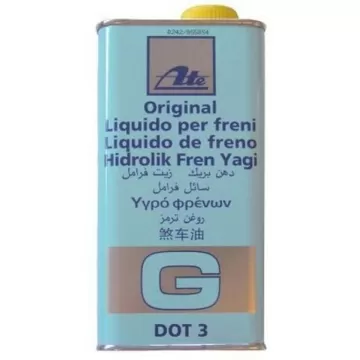 Ate
Original
Liquido per freni
Liquido de freno
Hidrolik Fren Yagi
دهن بريك زيت فرامل
سائل فرامل
Υγρό φρένων
روغن ترمز
煞车油
G
DOT 3